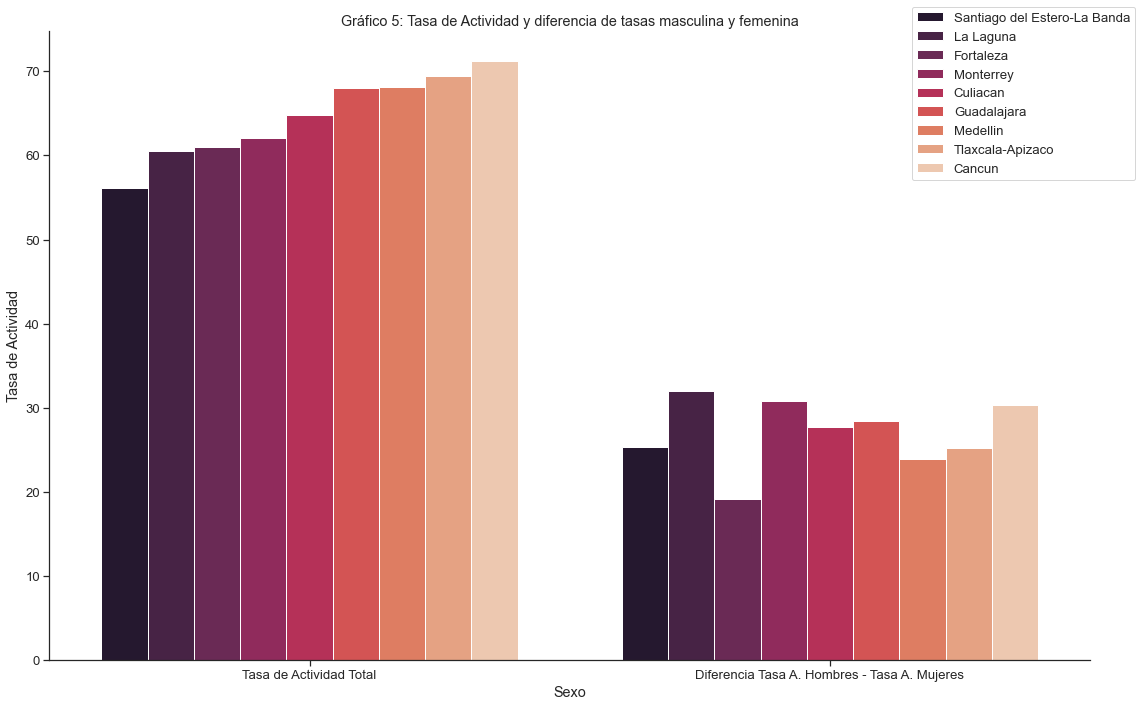 Gráfico 5: Tasa de Actividad y diferencia de tasas masculina y femenina
Santiago del Estero-La Banda
La Laguna
Fortaleza
Monterrey
Culiacan
Guadalajara
Medellin
Tlaxcala-Apizaco
Cancun
Tasa de Actividad
70
60
50
40
30
20
10
0
Tasa de Actividad Total
Diferencia Tasa A. Hombres - Tasa A. Mujeres
Sexo